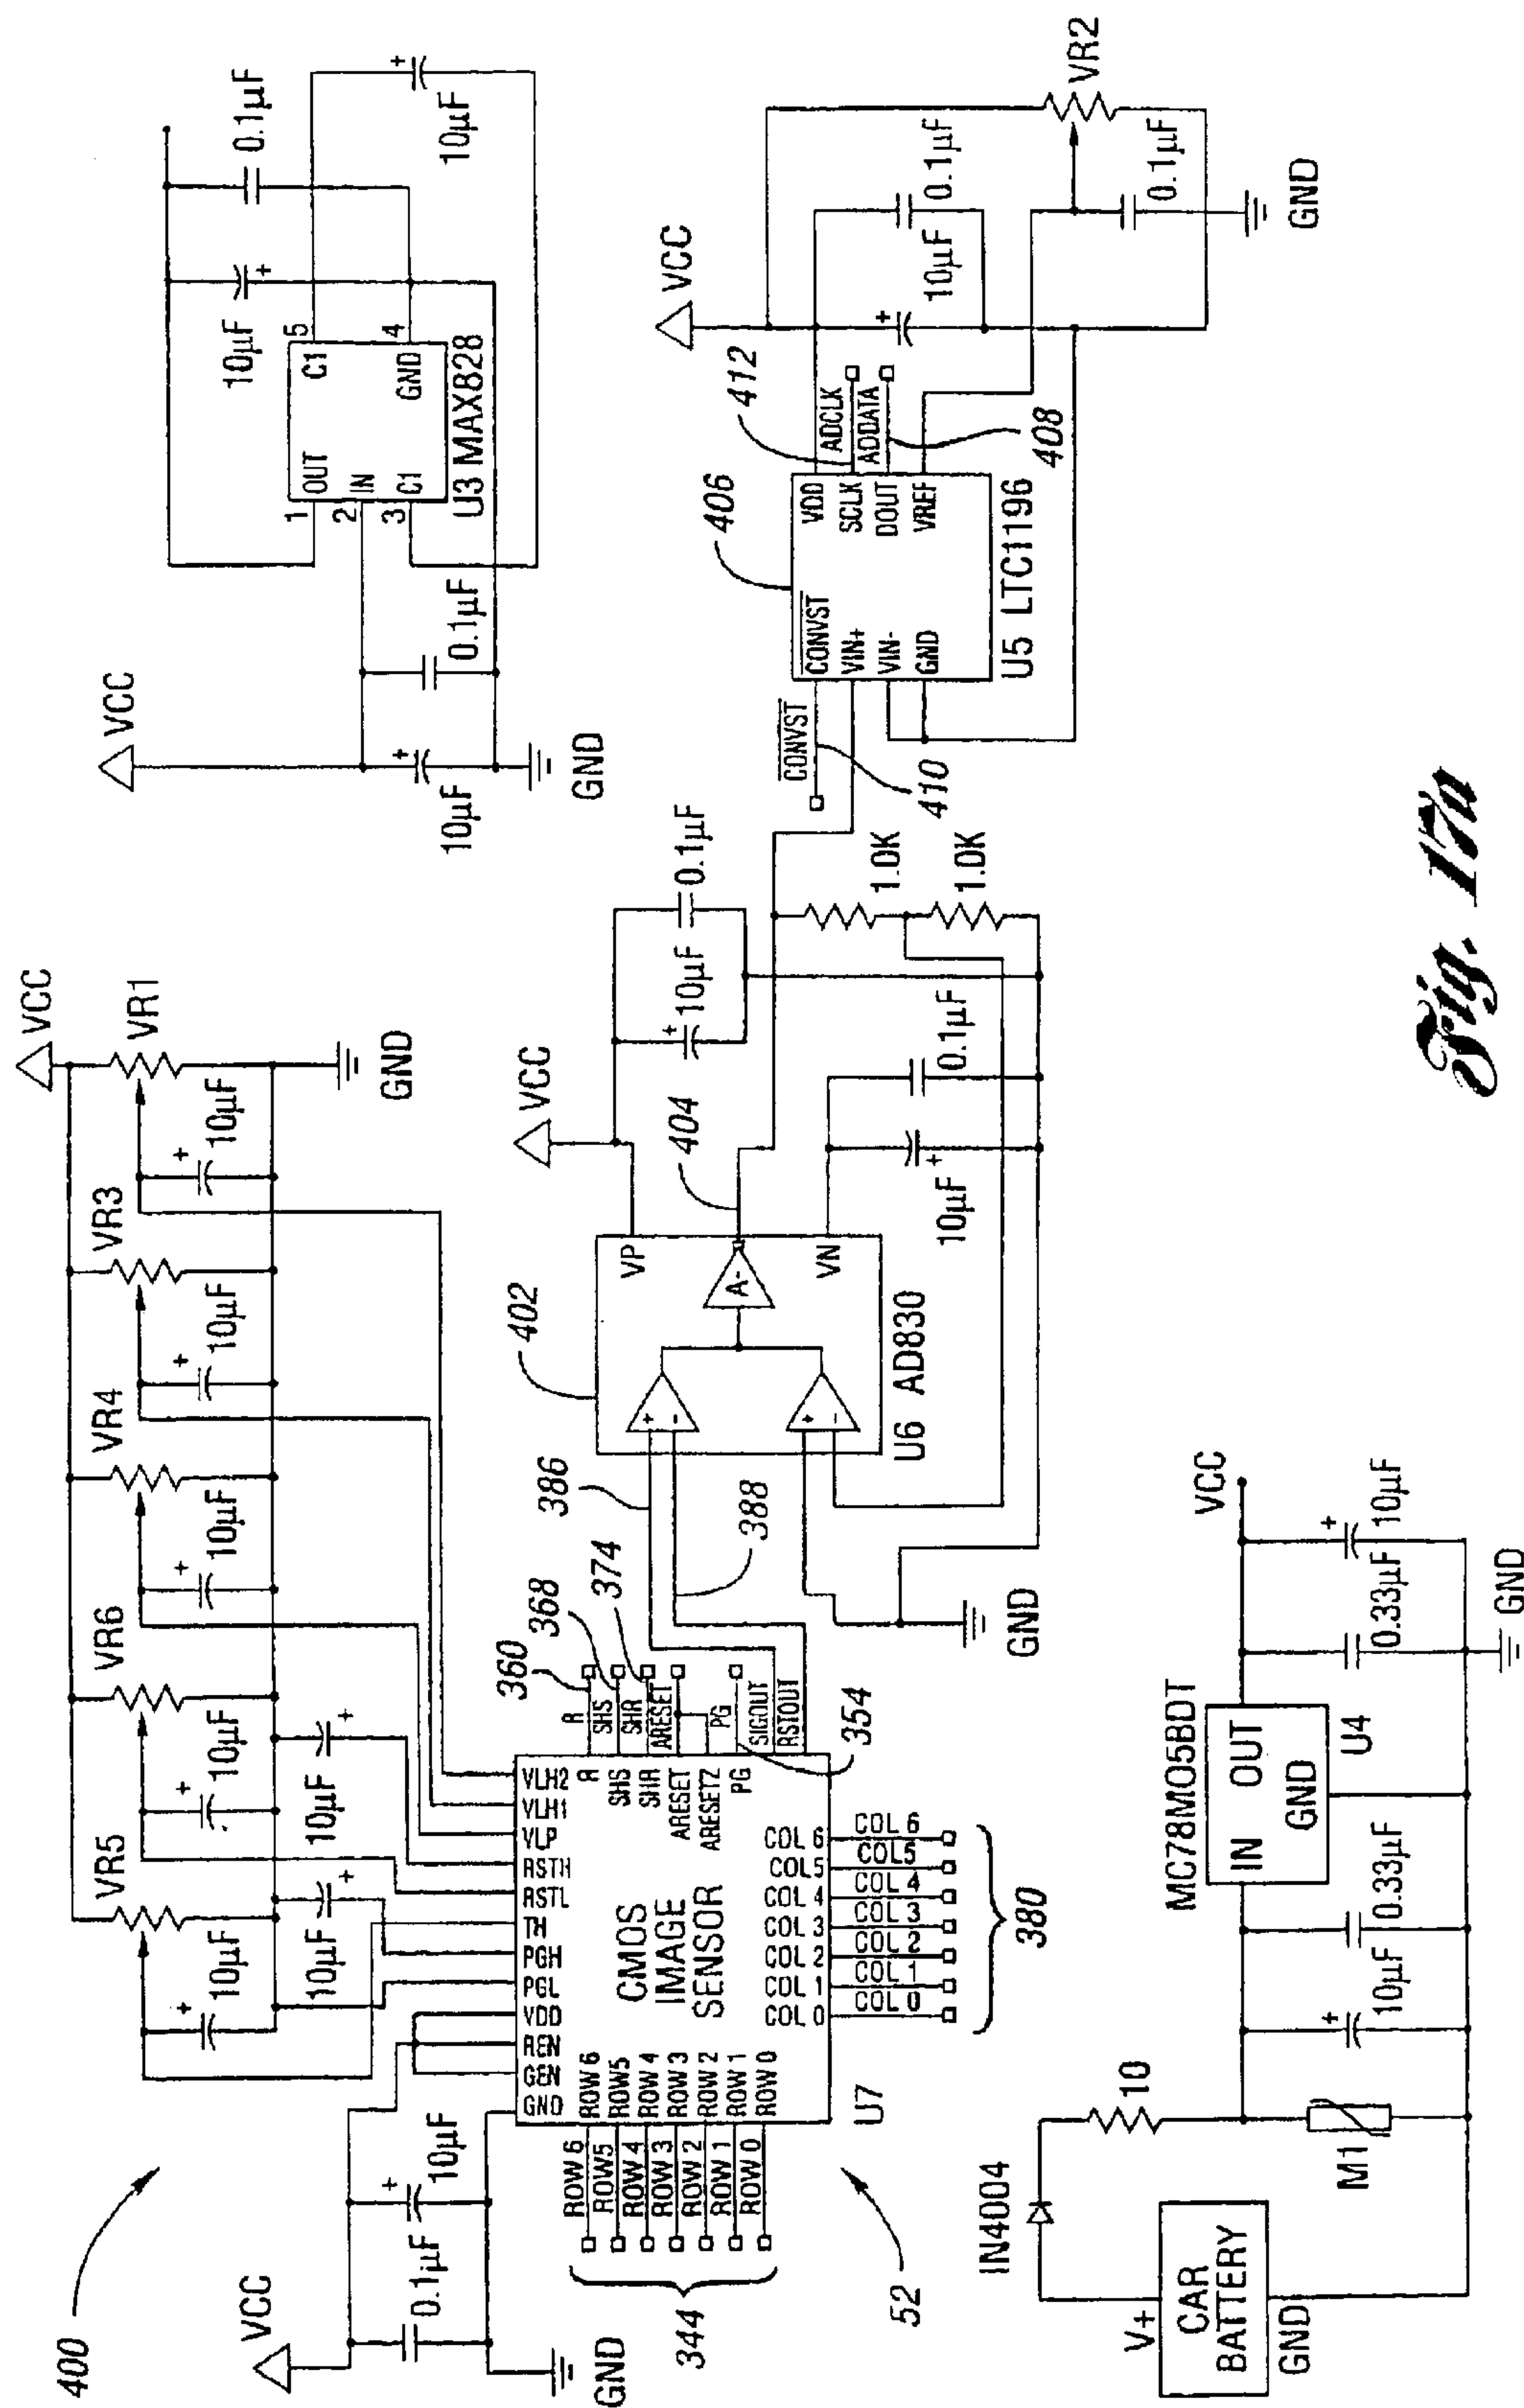 400
VCC
0.1µF
10µF
GND
344
ROW 6
ROW5
ROW 4
ROW 3
ROW 2
ROW 1
ROW 0
ROW 6
ROW5
ROW 4
ROW 3
ROW 2
ROW 1
ROW 0
GND
GEN
REN
VDD
PGL
PGH
TH
RSTL
RSTH
VLP
VLH1
VLH2
CMOS
IMAGE
SENSOR
U7
52
R
SHS
SHR
ARESET
ARESETZ
PG
R
SHS
SHR
ARESET
PG
SIGOUT
RSTOUT
360
368
374
354
COL 0
COL 1
COL 2
COL 3
COL 4
COL5
COL 6
COL 0
COL 1
COL 2
COL 3
COL 4
COL5
COL 6
380
VR5
VR6
VR4
VR3
VR1
VCC
10µF
10µF
10µF
10µF
10µF
10µF
10µF
GND
386
388
402
+
-
+
-
A-
VP
VN
U6 AD830
404
GND
VCC
10µF
0.1µF
10µF
0.1µF
1.0K
1.0K
VCC
10µF
GND
0.1µF
1
OUT
2
IN
3
C1
C1
5
GND
4
U3 MAX828
10µF
0.1µF
10µF
CONVST
410
406
CONVST
VIN+
VIN-
GND
VDD
SCLK
DOUT
VREF
U5 LTC1196
ADCLK
ADDATA
412
408
VCC
10µF
0.1µF
VR2
0.1µF
GND
V+
CAR
BATTERY
GND
IN4004
10
M1
10µF
0.33µF
MC78MO5BDT
IN
OUT
GND
U4
0.33µF
10µF
VCC
GND
Fig. 17a